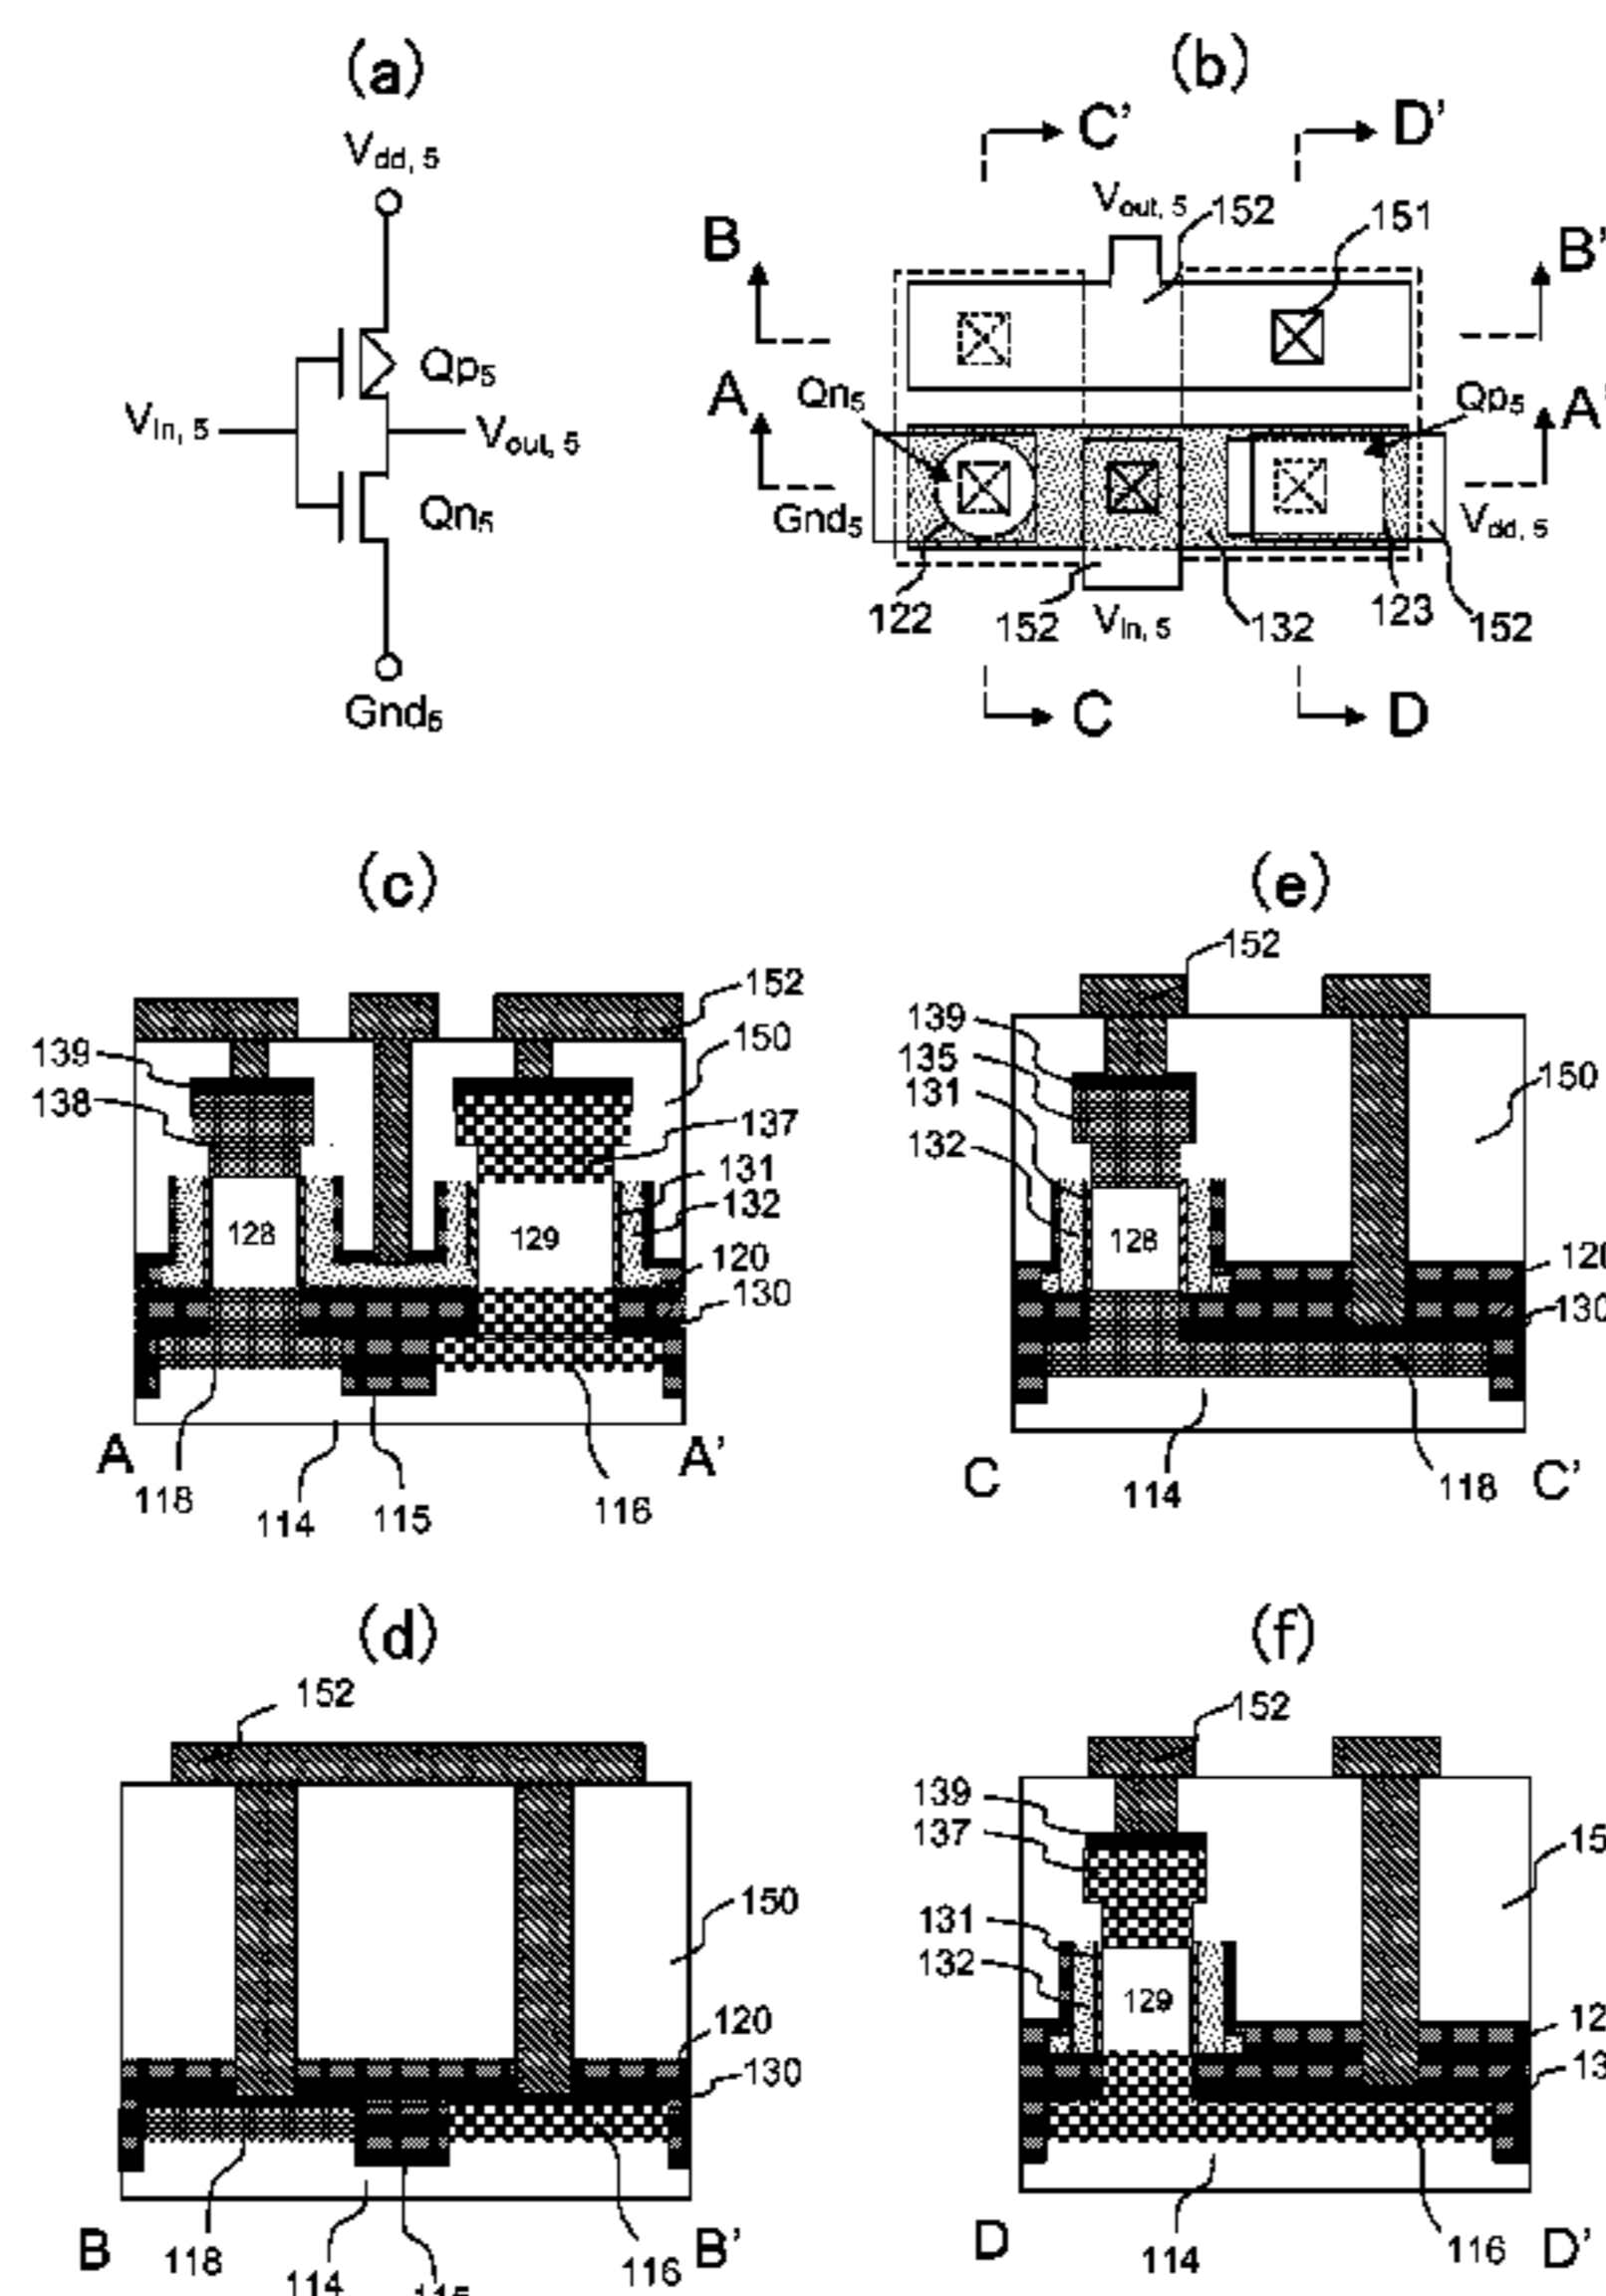 (a)
Vdd, 5
Qp5
Vin, 5
Vout, 5
Qn5
Gnd5
(b)
C' D'
Vout, 5 152 151
B B'
A Qn5 Qp5 A'
Gnd5 Vdd, 5
122 152 Vin, 5 132 123 152
C D
(c)
152
139 150
138 137
131
132
128 129
120
130
A A'
118 114 115 116
(e)
152
139
135
131 150
132
128
120
130
C C'
114 118
(d)
152
150
120
130
B B'
118 114 115 116
(f)
152
139
137
131
132
129
D D'
114 116